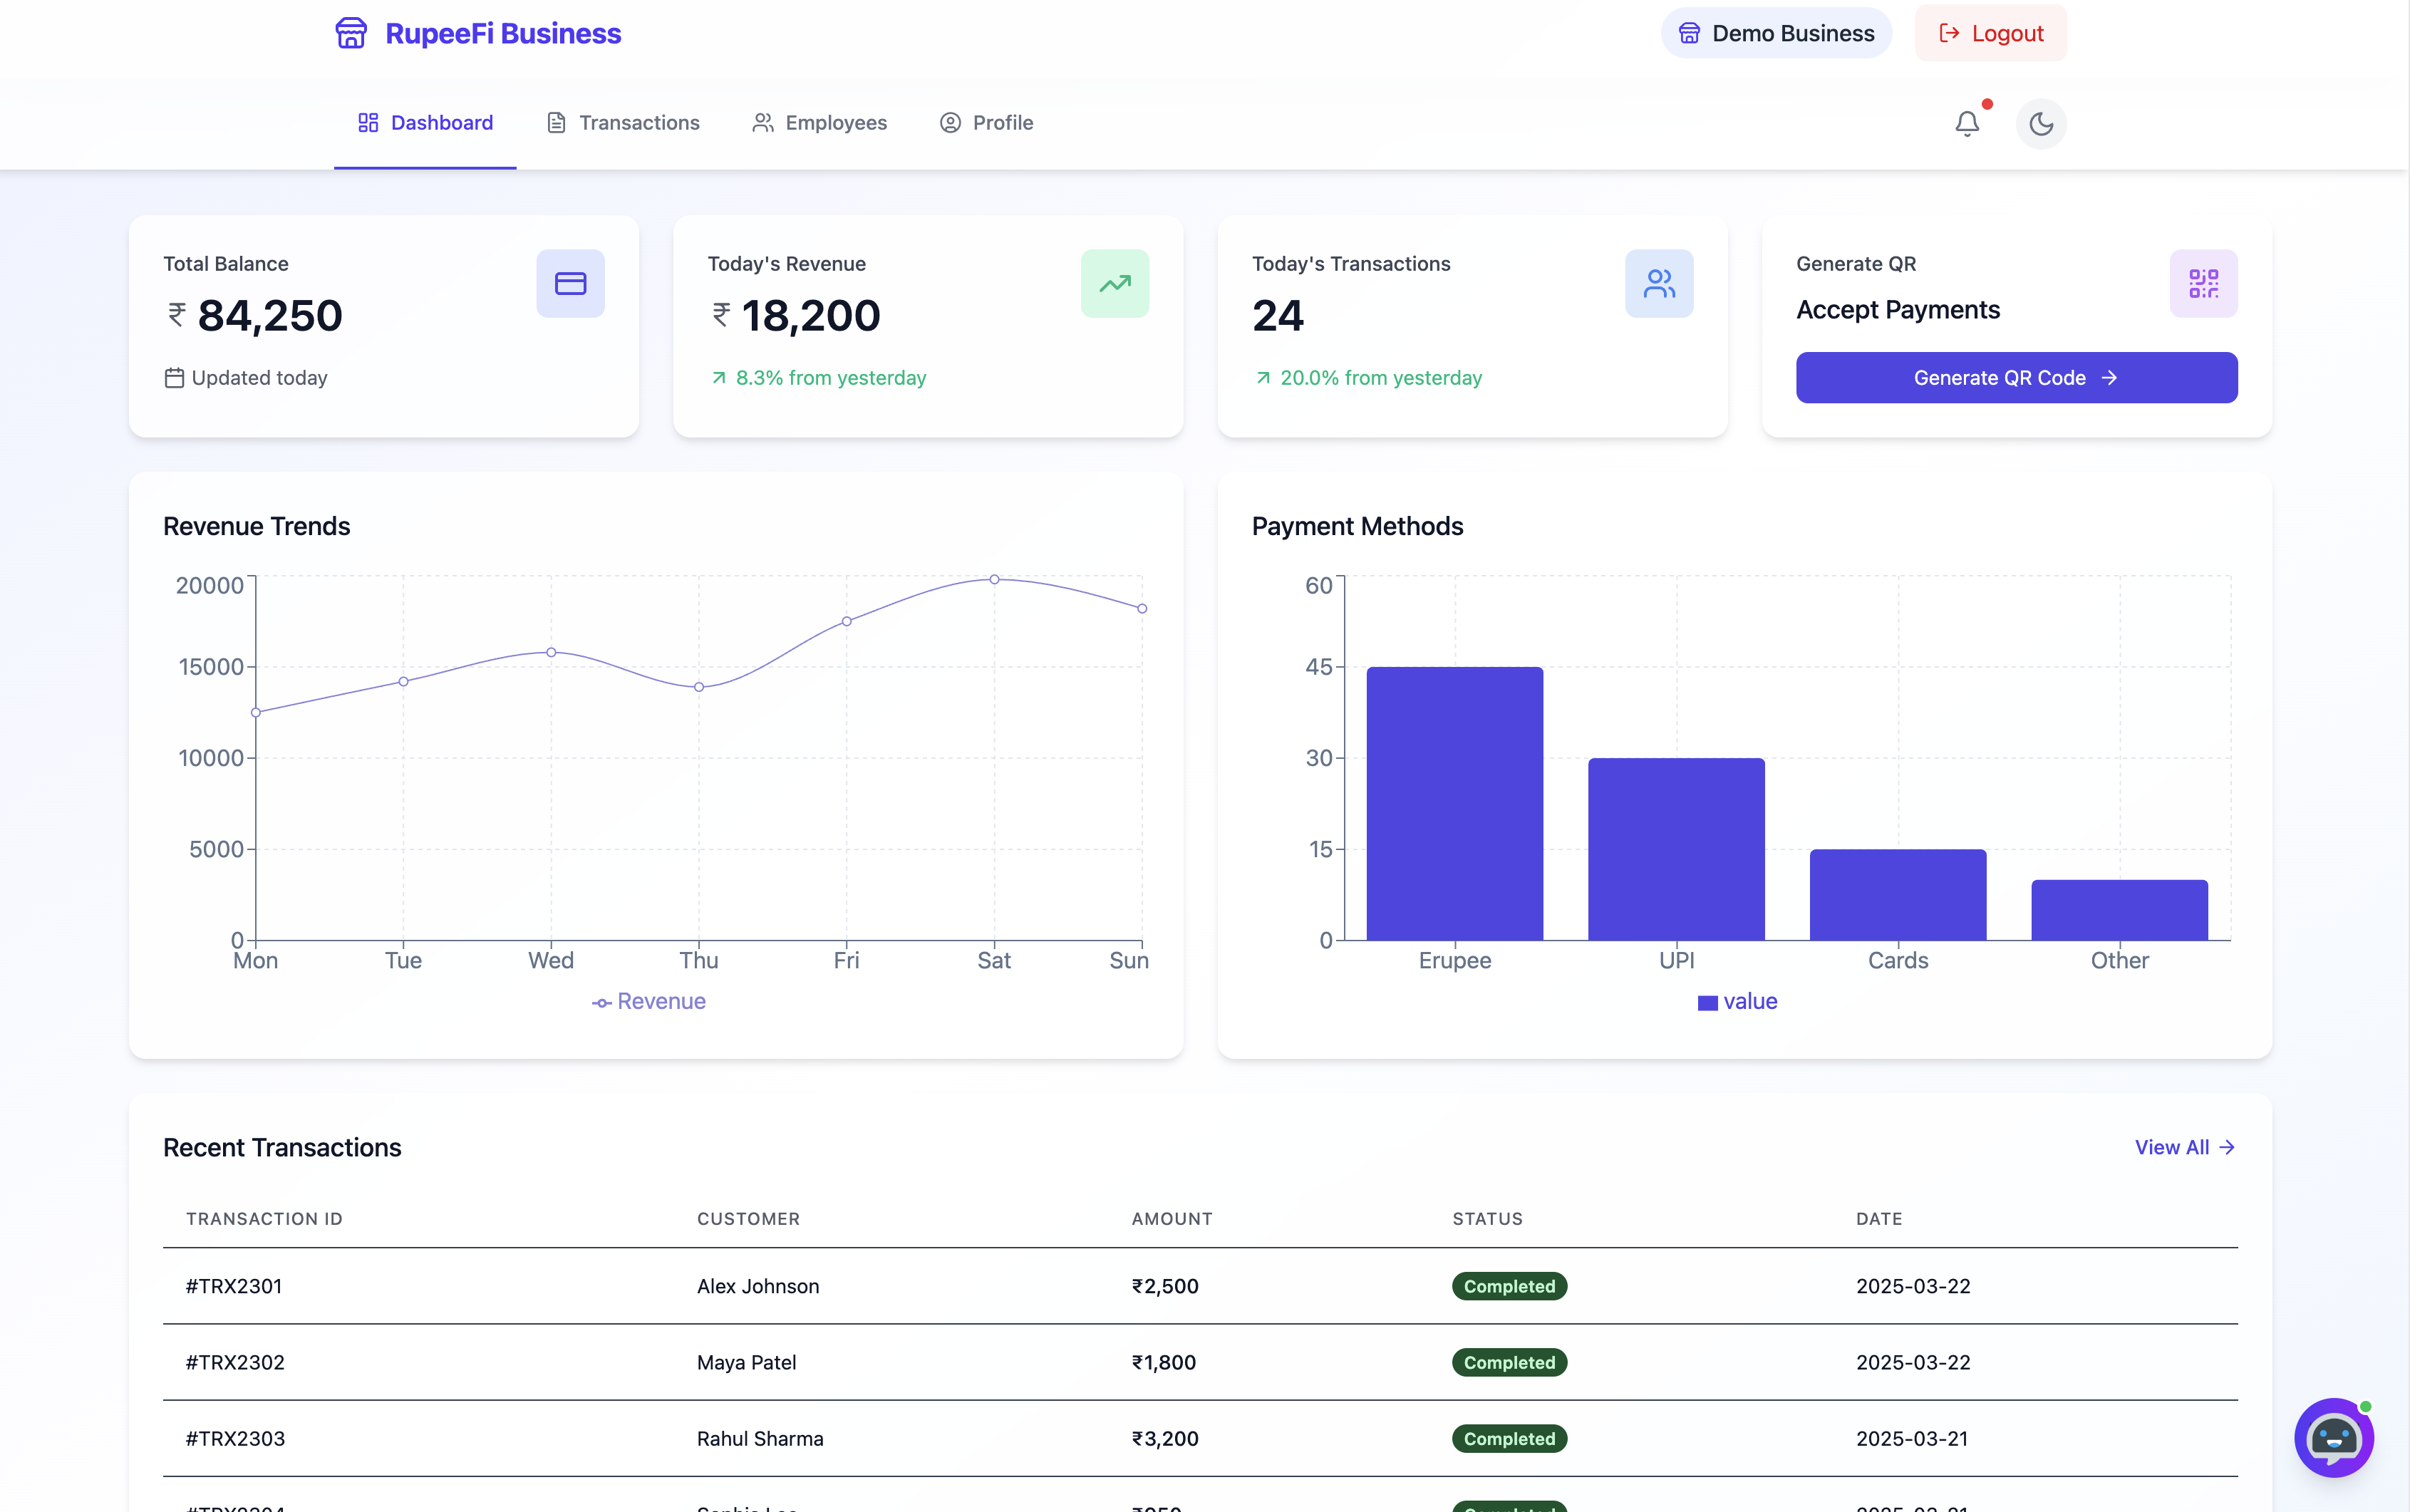 RupeeFi Business
Demo Business
Logout
Dashboard
Transactions
Employees
Profile
Total Balance
₹ 84,250
Updated today
Today's Revenue
₹ 18,200
8.3% from yesterday
Today's Transactions
24
20.0% from yesterday
Generate QR
Accept Payments
Generate QR Code
Revenue Trends
20000
15000
10000
5000
0
Mon Tue Wed Thu Fri Sat Sun
Revenue
Payment Methods
60
45
30
15
0
Erupee UPI Cards Other
value
Recent Transactions
View All
TRANSACTION ID CUSTOMER AMOUNT STATUS DATE
#TRX2301 Alex Johnson ₹2,500 Completed 2025-03-22
#TRX2302 Maya Patel ₹1,800 Completed 2025-03-22
#TRX2303 Rahul Sharma ₹3,200 Completed 2025-03-21